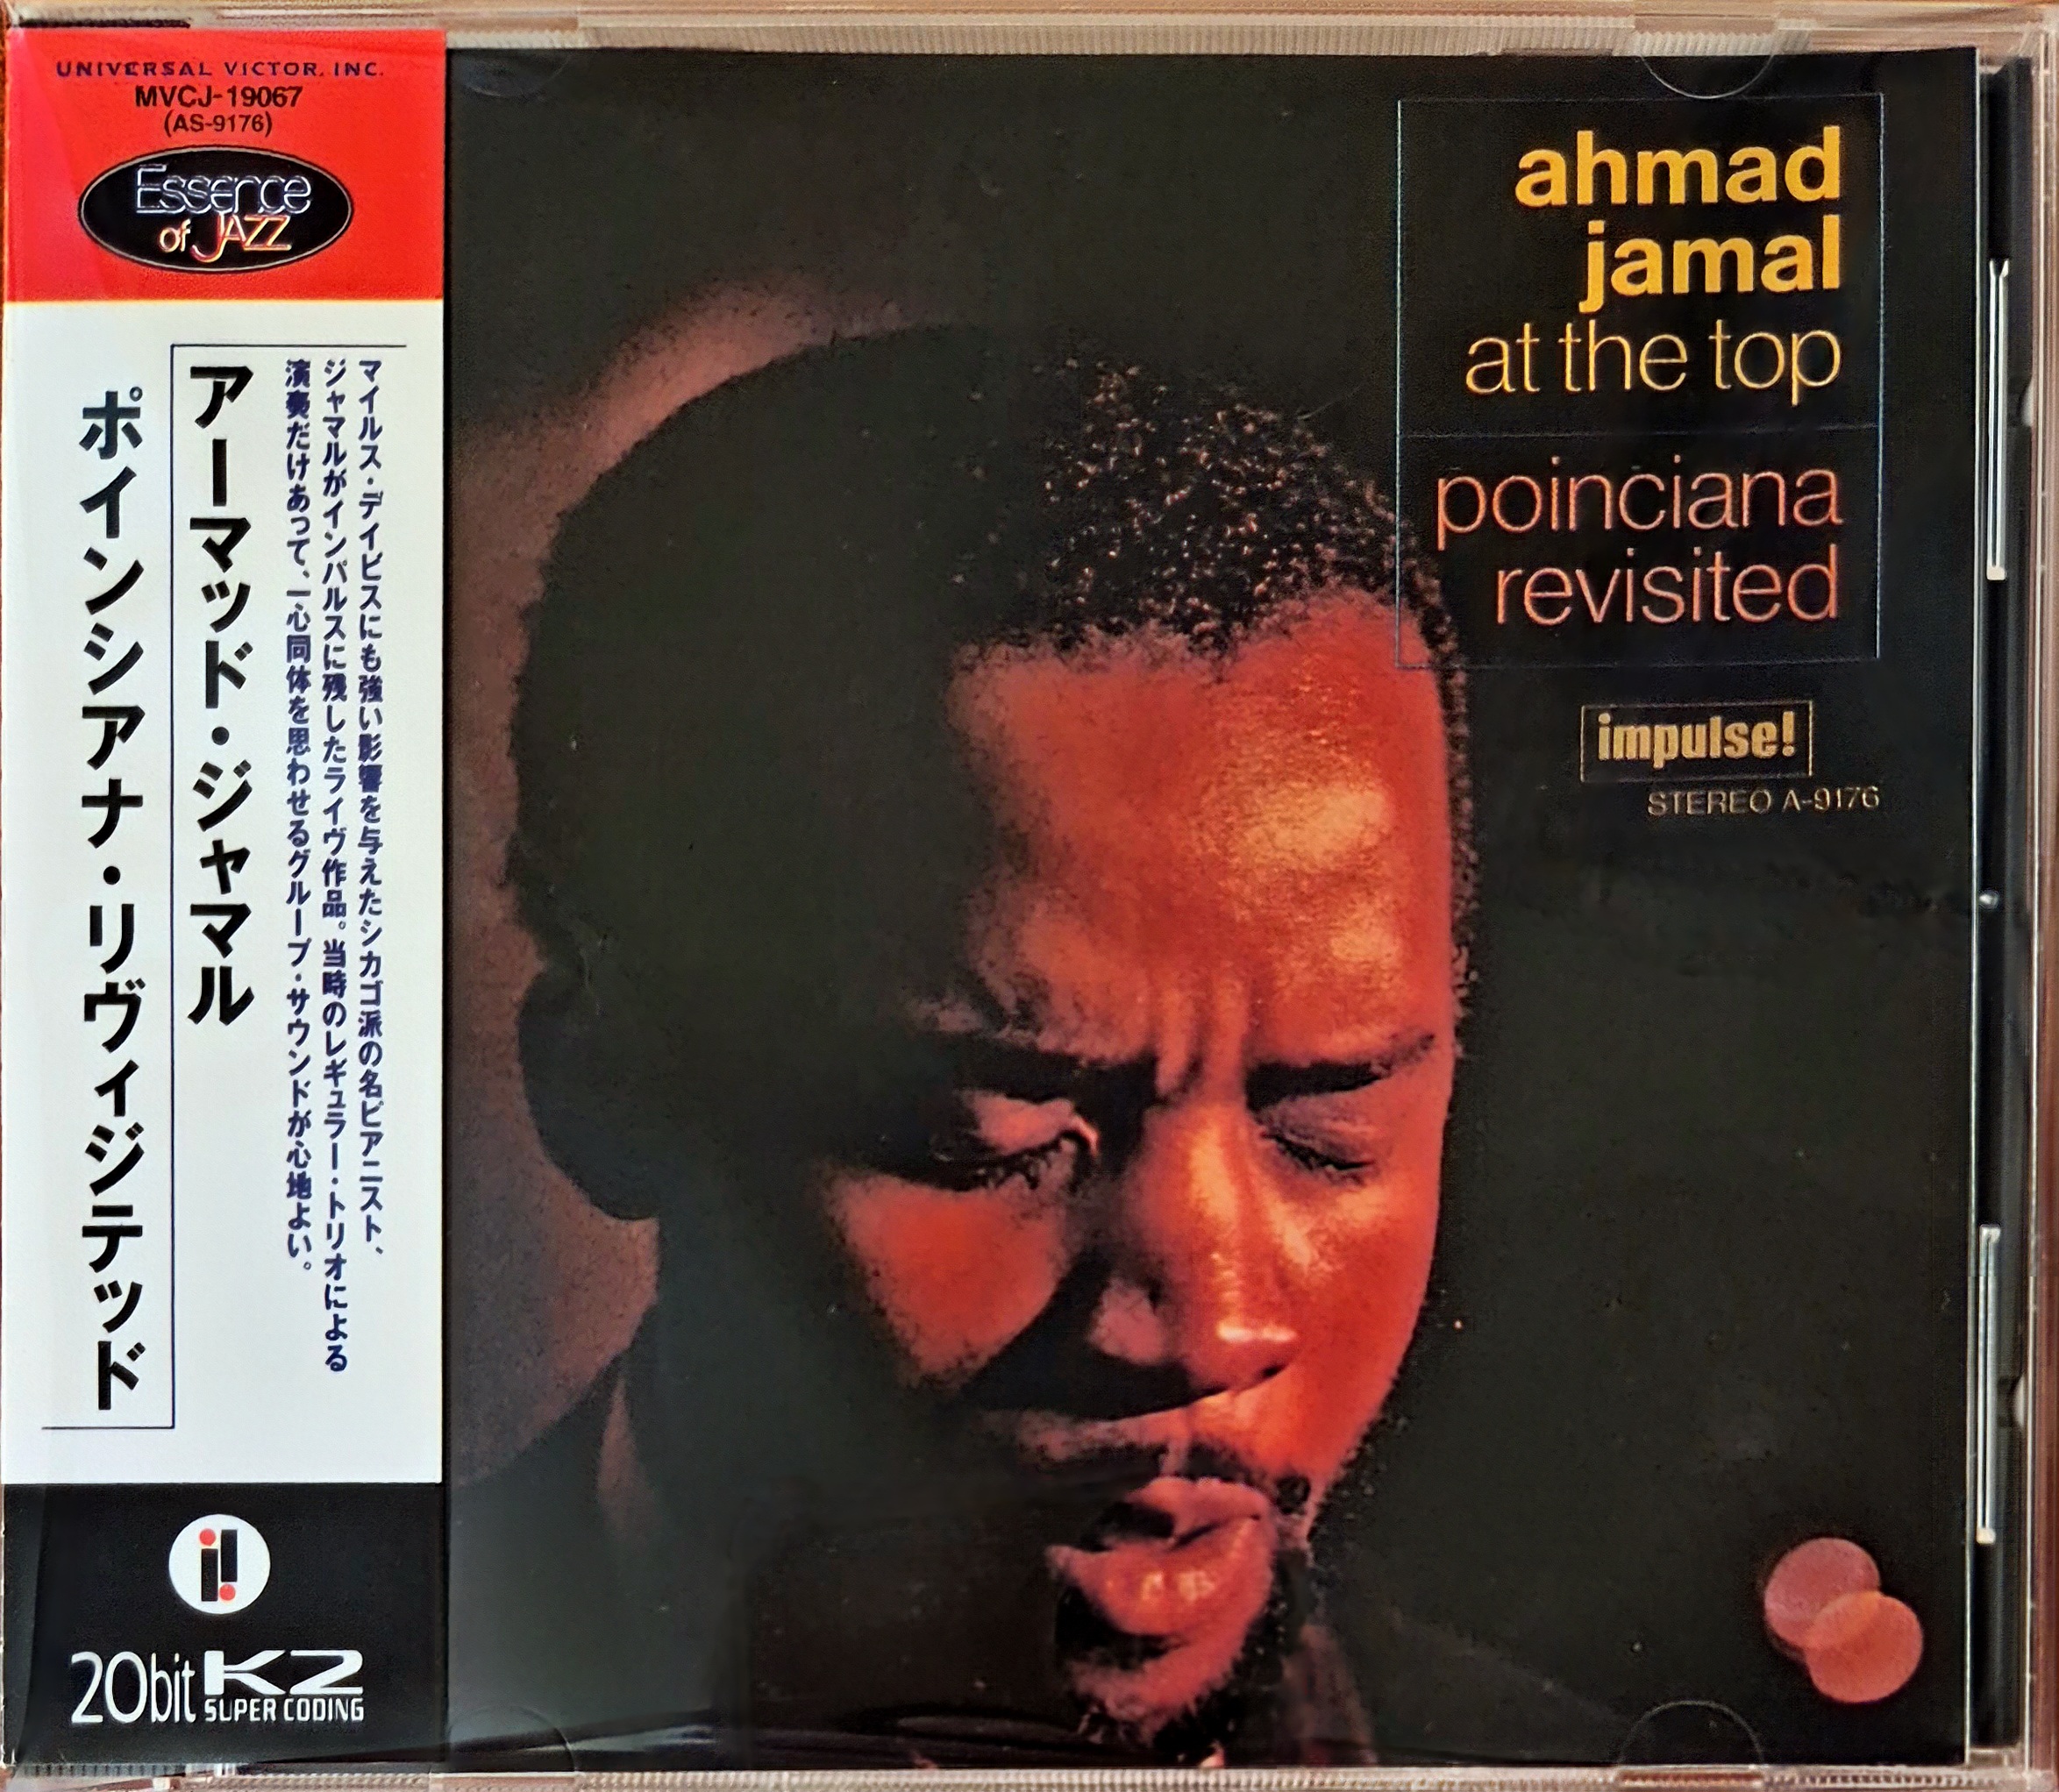 UNIVERSAL VICTOR, INC.
MVCJ-19067
(AS-9176)
Essence
of JAZZ
マイルス・デイビスにも強い影響を与えたシカゴ派の名ピアニスト、
ジャマルがインパルスに残したライヴ作品。当時のレギュラー・トリオによる
演奏だけあって、一心同体を思わせるグループ・サウンドが心地よい。
アーマッド・ジャマル
ポインシアナ・リヴィジテッド
20bit K2
SUPER CODING
ahmad
jamal
at the top
poinciana
revisited
impulse!
STEREO A-9176